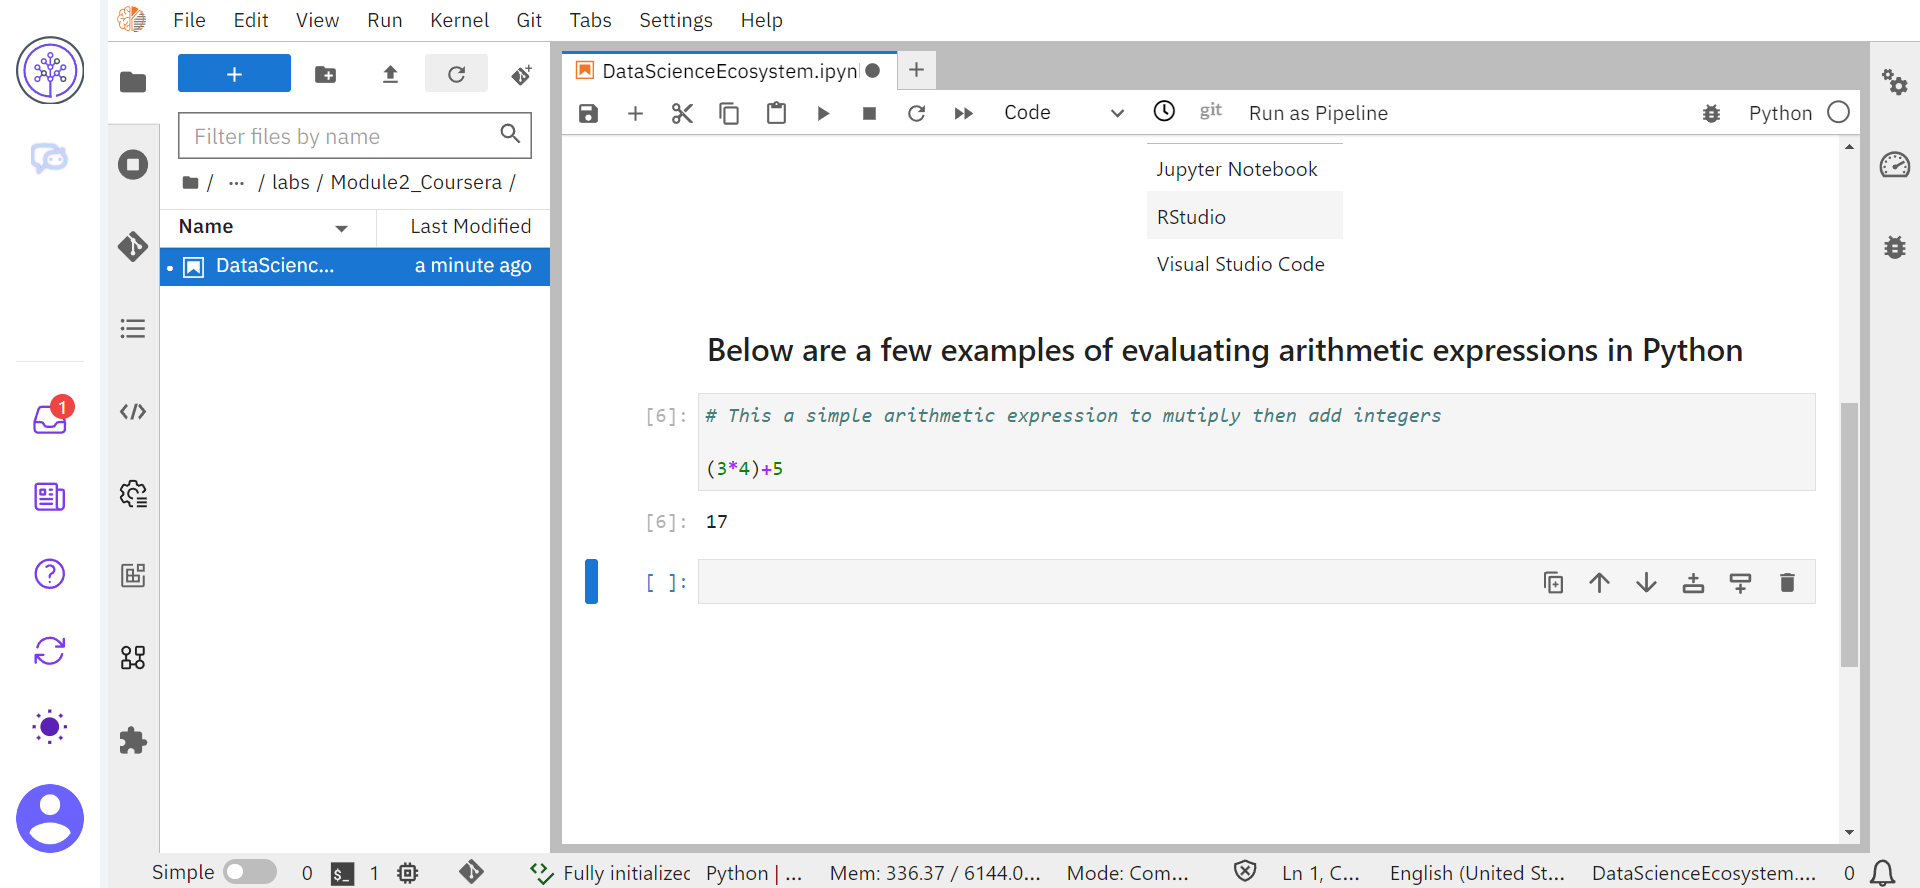 File Edit View Run Kernel Git Tabs Settings Help
DataScienceEcosystem.ipyn
Code
git
Run as Pipeline
Python
Filter files by name
/ ... / labs / Module2_Coursera /
Name Last Modified
DataScienc... a minute ago
1
Jupyter Notebook
RStudio
Visual Studio Code
Below are a few examples of evaluating arithmetic expressions in Python
[6]: # This a simple arithmetic expression to mutiply then add integers
(3*4)+5
[6]: 17
[ ]:
Simple 0 $_ 1 Fully initialized Python | ... Mem: 336.37 / 6144.0... Mode: Com... Ln 1, C... English (United St... DataScienceEcosystem.... 0